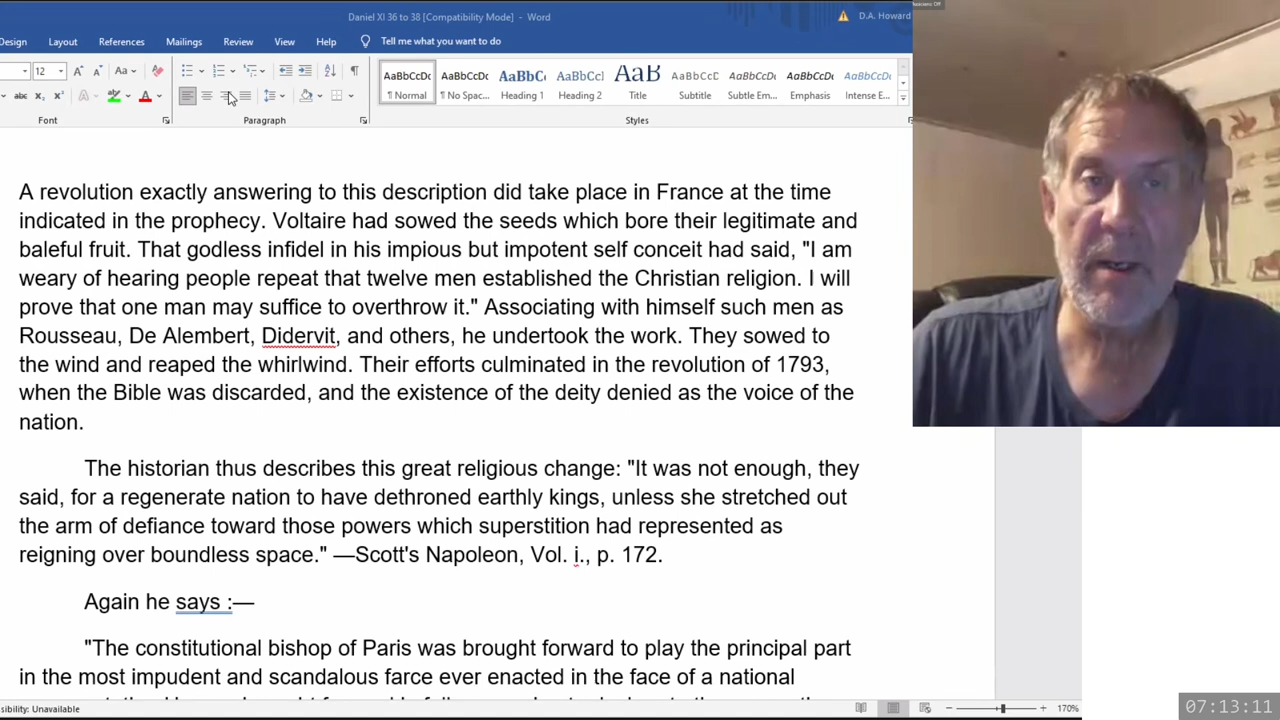 Daniel XI 36 to 38 [Compatibility Mode] - Word
D.A. Howard
Design Layout References Mailings Review View Help Tell me what you want to do
12 Aa
AaBbCcDc AaBbCcDc AaBbC AaBbCcI AaB AaBbCcD AaBbCcDc AaBbCcDc AaBbCcDc
¶ Normal ¶ No Spac... Heading 1 Heading 2 Title Subtitle Subtle Em... Emphasis Intense E...
Font Paragraph Styles
A revolution exactly answering to this description did take place in France at the time
indicated in the prophecy. Voltaire had sowed the seeds which bore their legitimate and
baleful fruit. That godless infidel in his impious but impotent self conceit had said, "I am
weary of hearing people repeat that twelve men established the Christian religion. I will
prove that one man may suffice to overthrow it." Associating with himself such men as
Rousseau, De Alembert, Didervit, and others, he undertook the work. They sowed to
the wind and reaped the whirlwind. Their efforts culminated in the revolution of 1793,
when the Bible was discarded, and the existence of the deity denied as the voice of the
nation.
The historian thus describes this great religious change: "It was not enough, they
said, for a regenerate nation to have dethroned earthly kings, unless she stretched out
the arm of defiance toward those powers which superstition had represented as
reigning over boundless space." —Scott's Napoleon, Vol. i., p. 172.
Again he says :—
"The constitutional bishop of Paris was brought forward to play the principal part
in the most impudent and scandalous farce ever enacted in the face of a national
sibility: Unavailable
170%
07:13:11